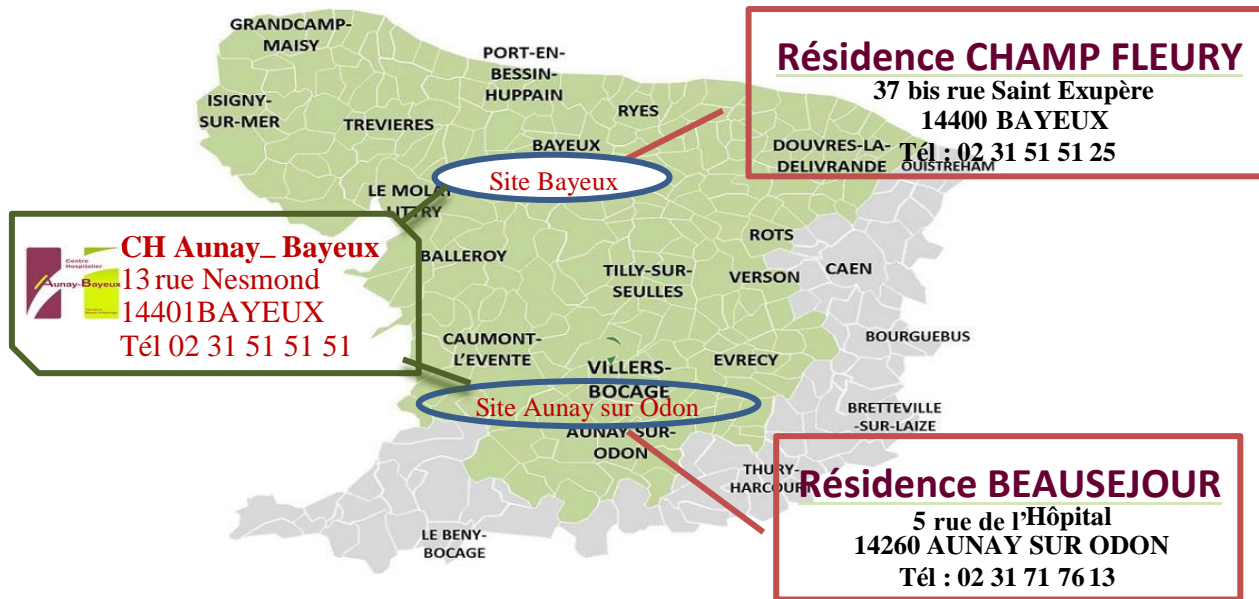 GRANDCAMP-
MAISY
PORT-EN-
BESSIN-
HUPPAIN
ISIGNY-
SUR-MER
TREVIERES
RYES
BAYEUX
DOUVRES-LA-
DELIVRANDE
OUISTREHAM
Résidence CHAMP FLEURY
37 bis rue Saint Exupère
14400 BAYEUX
Tél : 02 31 51 51 25
Site Bayeux
LE MOLAY
LITTRY
Centre
Hospitalier
Aunay-Bayeux
CH Aunay_ Bayeux
13 rue Nesmond
14401BAYEUX
Tél 02 31 51 51 51
BALLEROY
TILLY-SUR-
SEULLES
ROTS
VERSON
CAEN
CAUMONT-
L'EVENTE
VILLERS-
BOCAGE
EVRECY
BOURGUEBUS
Site Aunay sur Odon
AUNAY-SUR-
ODON
BRETTEVILLE
-SUR-LAIZE
THURY-
HARCOURT
LE BENY-
BOCAGE
Résidence BEAUSEJOUR
5 rue de l'Hôpital
14260 AUNAY SUR ODON
Tél : 02 31 71 76 13